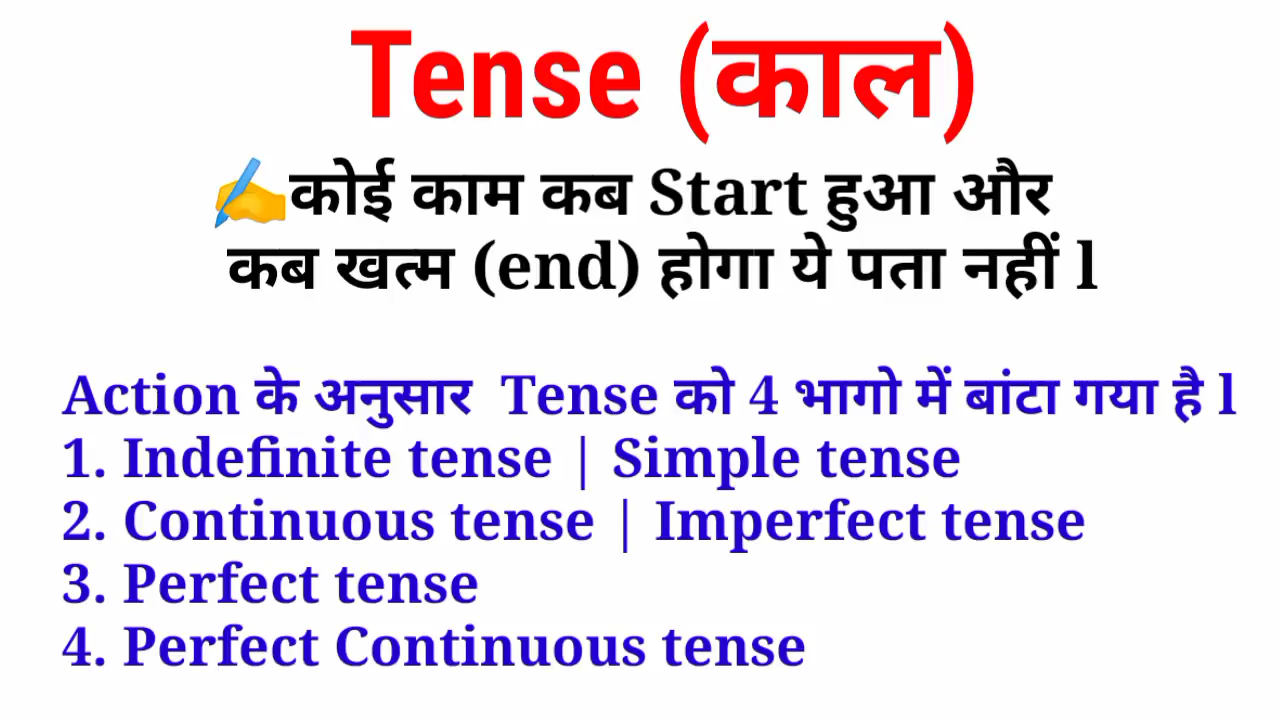 Tense (काल)
✍कोई काम कब Start हुआ और
कब खत्म (end) होगा ये पता नहीं l
Action के अनुसार Tense को 4 भागो में बांटा गया है l
1. Indefinite tense | Simple tense
2. Continuous tense | Imperfect tense
3. Perfect tense
4. Perfect Continuous tense